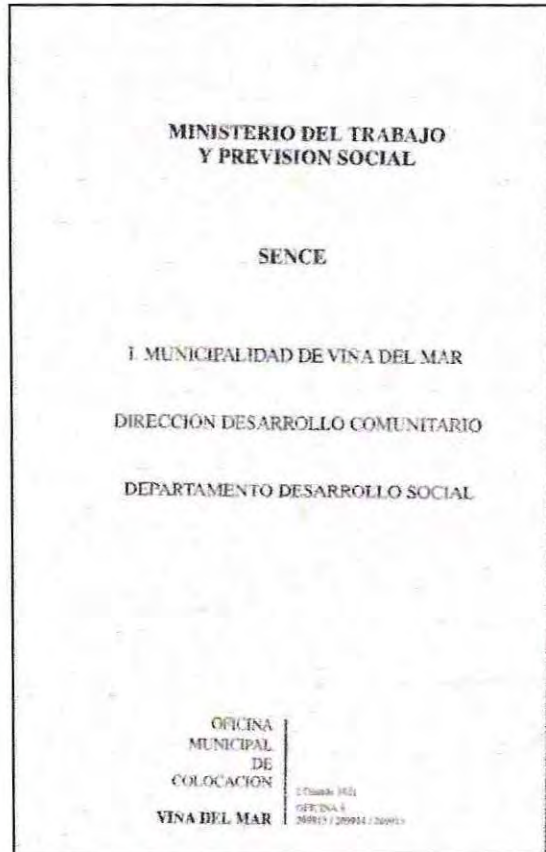 MINISTERIO DEL TRABAJO
Y PREVISION SOCIAL
SENCE
I. MUNICIPALIDAD DE VIÑA DEL MAR
DIRECCION DESARROLLO COMUNITARIO
DEPARTAMENTO DESARROLLO SOCIAL
OFICINA
MUNICIPAL
DE
COLOCACION
VIÑA DEL MAR
OFICINA